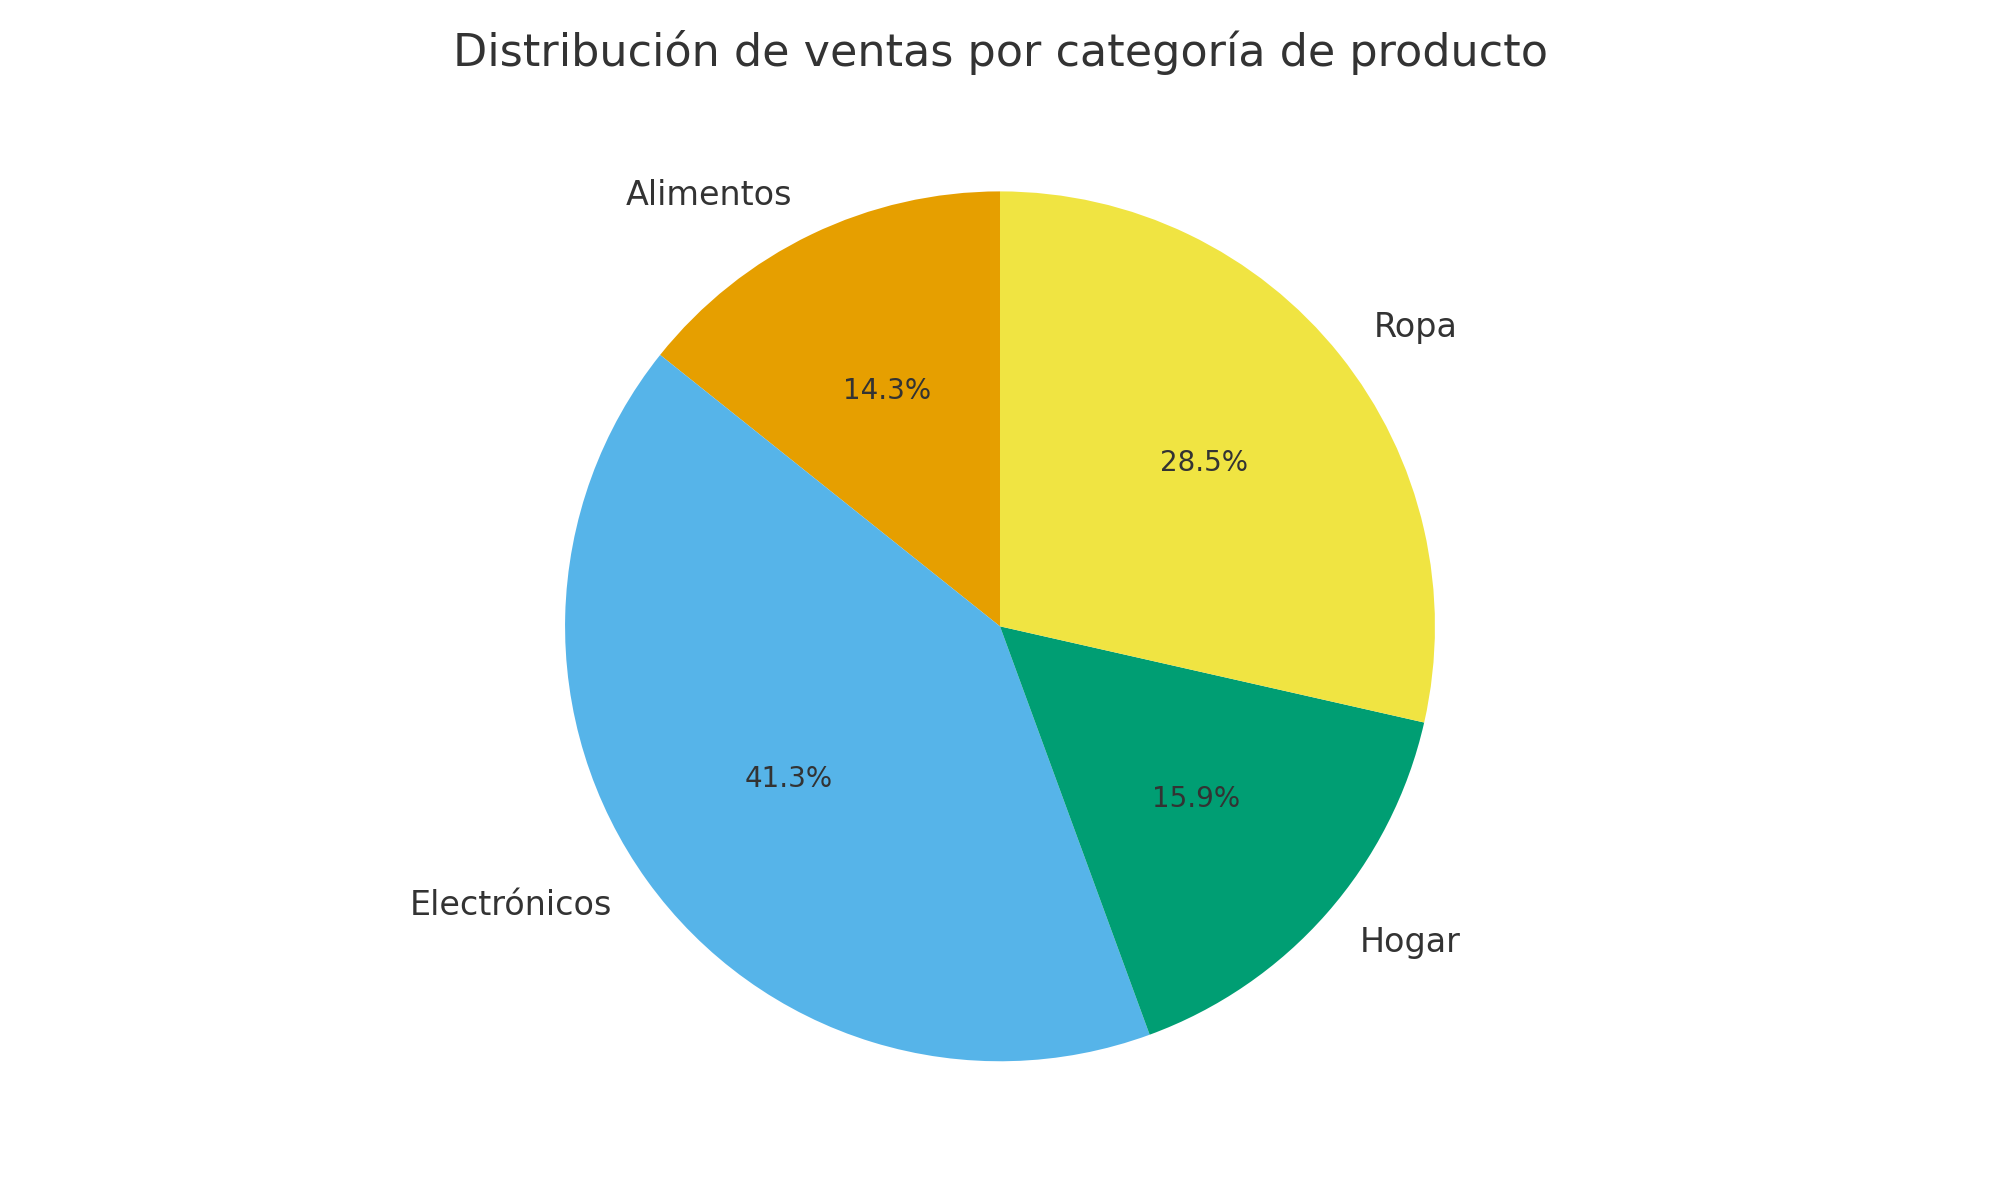 Distribución de ventas por categoría de producto
Alimentos
Ropa
14.3%
28.5%
41.3%
15.9%
Electrónicos
Hogar